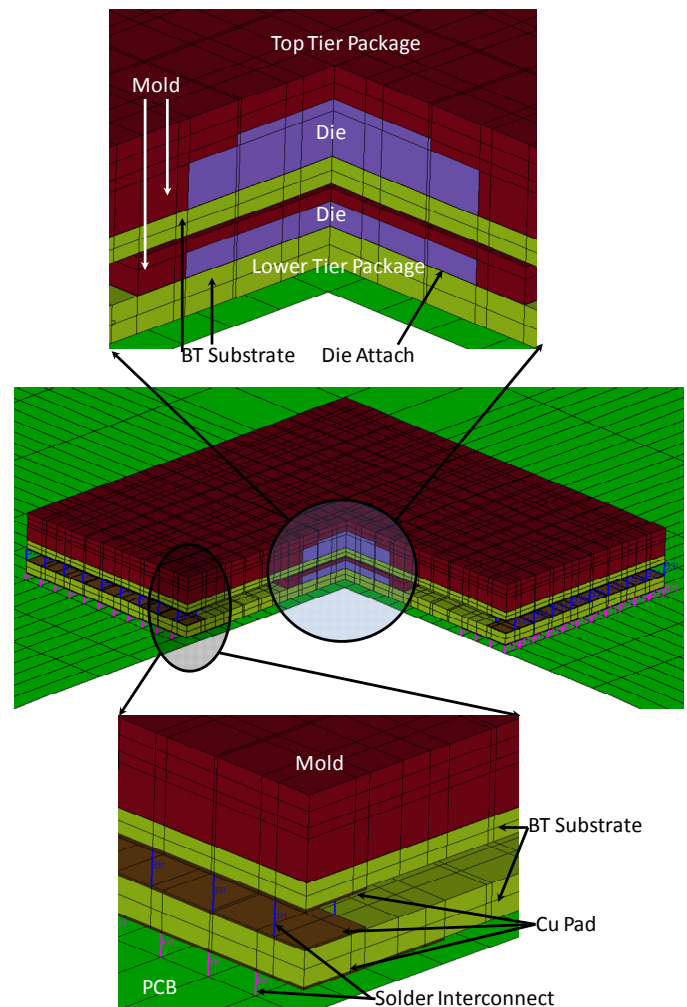 Top Tier Package
Mold
Die
Die
Lower Tier Package
BT Substrate
Die Attach
Mold
BT Substrate
Cu Pad
PCB
Solder Interconnect